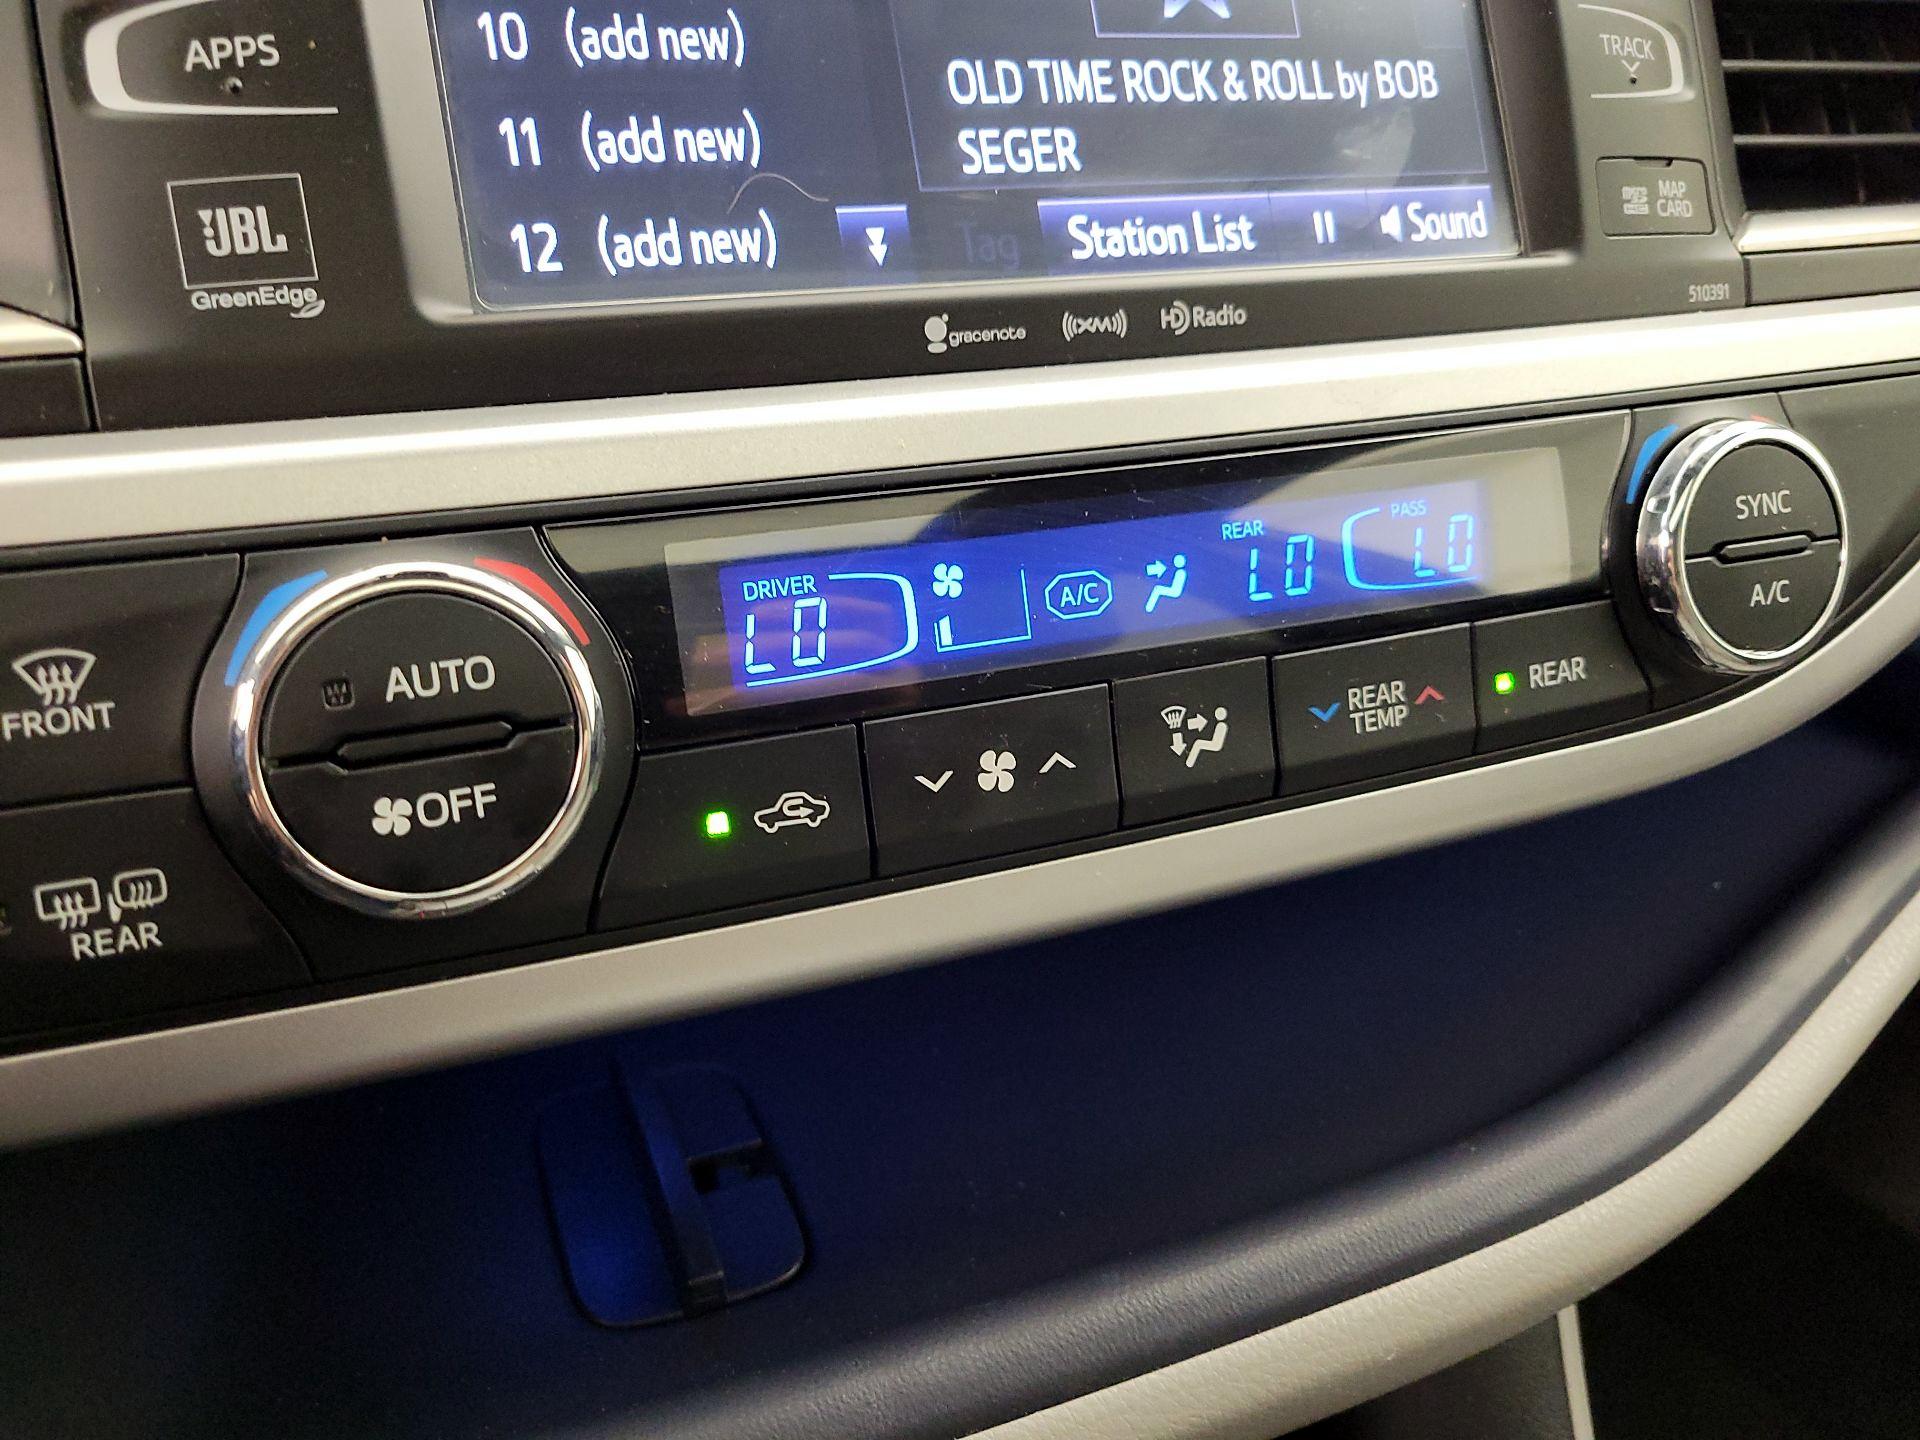 APPS
10 (add new)
11 (add new)
12 (add new)
OLD TIME ROCK & ROLL by BOB
SEGER
Tag
Station List
Sound
TRACK
MAP
CARD
510391
JBL
GreenEdge
gracenote
((XM))
HD Radio
DRIVER
LO
A/C
REAR
LO
PASS
LO
SYNC
A/C
FRONT
AUTO
OFF
REAR
TEMP
REAR
REAR